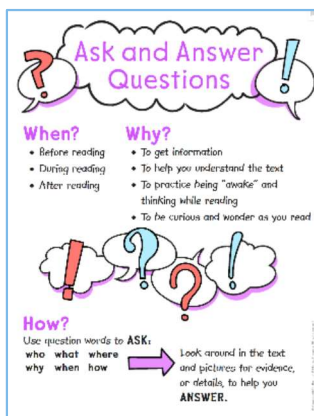 Ask and Answer
Questions
When?
• Before reading
• During reading
• After reading
Why?
• To get information
• To help you understand the text
• To practice being "awake" and
thinking while reading
• To be curious and wonder as you read
How?
Use question words to ASK:
who what where
why when how
Look around in the text
and pictures for evidence,
or details, to help you
ANSWER.